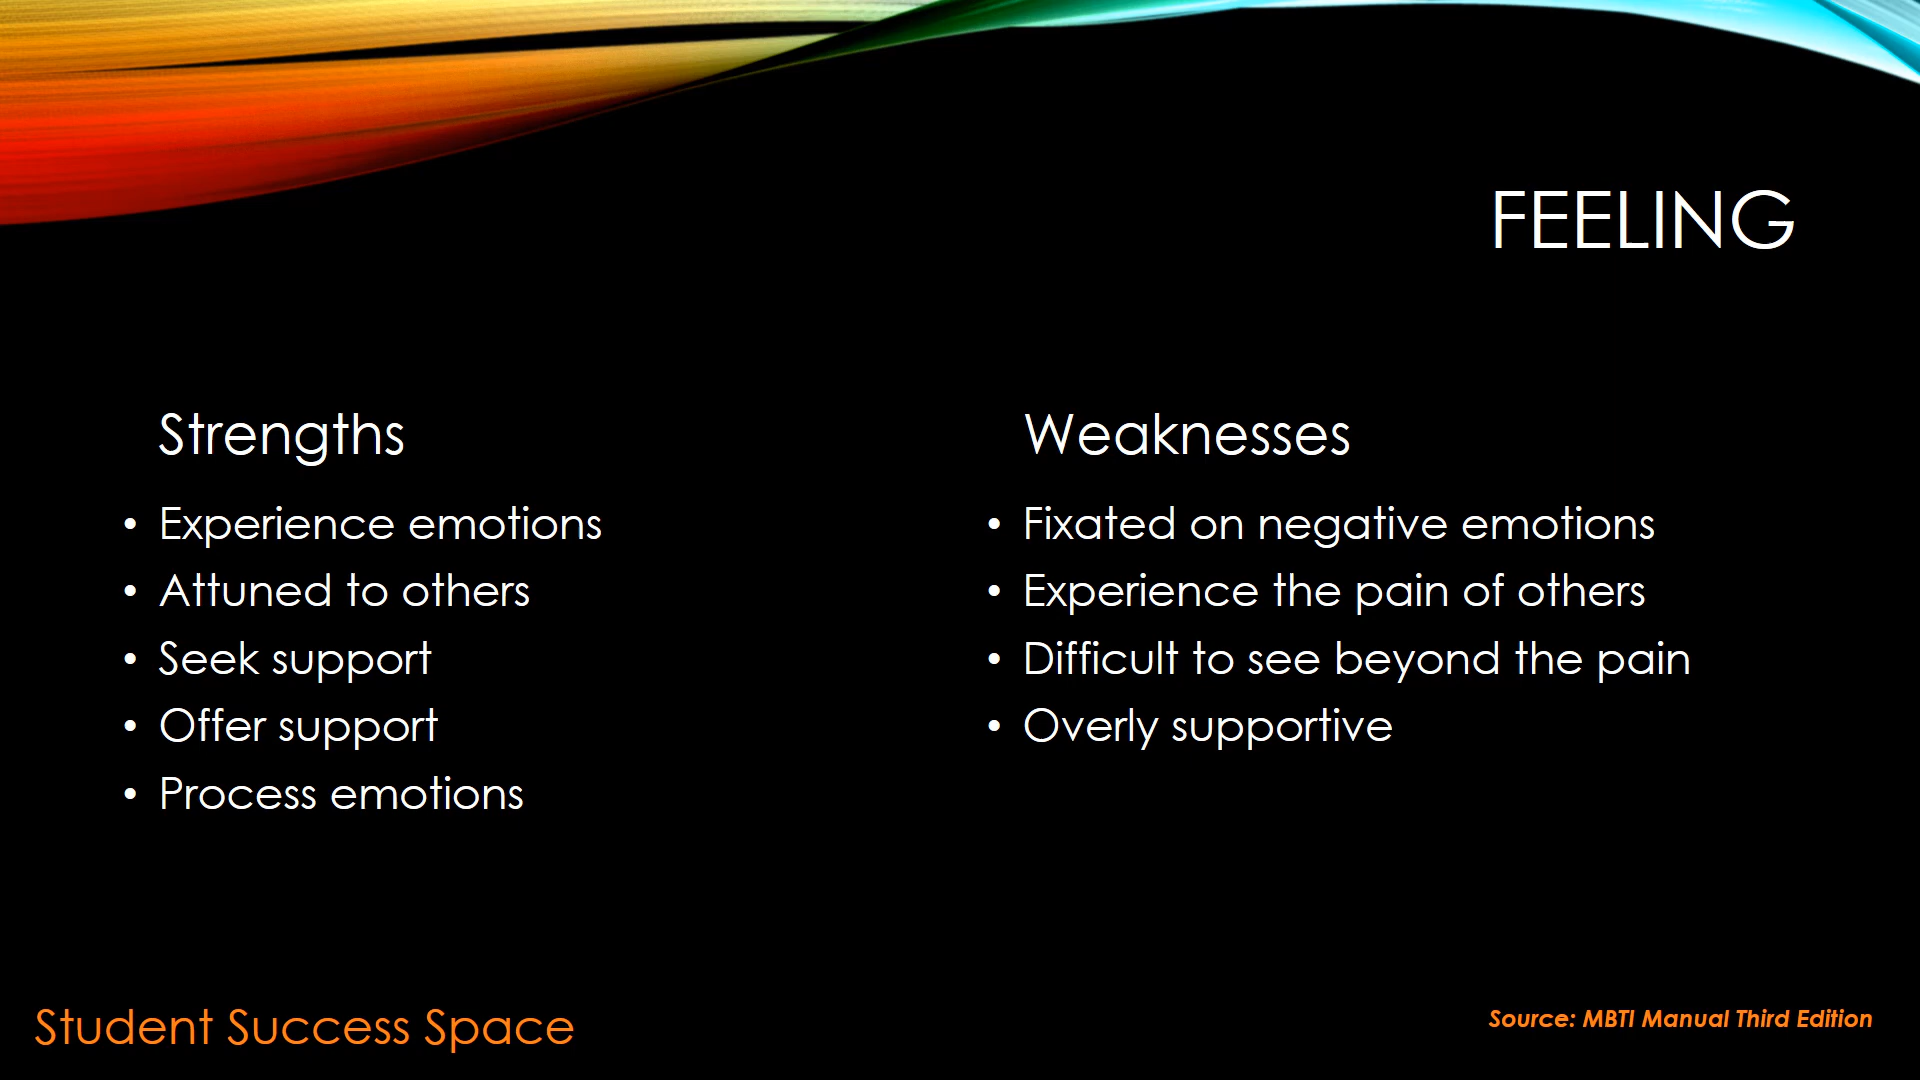 FEELING
Strengths
• Experience emotions
• Attuned to others
• Seek support
• Offer support
• Process emotions
Weaknesses
• Fixated on negative emotions
• Experience the pain of others
• Difficult to see beyond the pain
• Overly supportive
Student Success Space
Source: MBTI Manual Third Edition